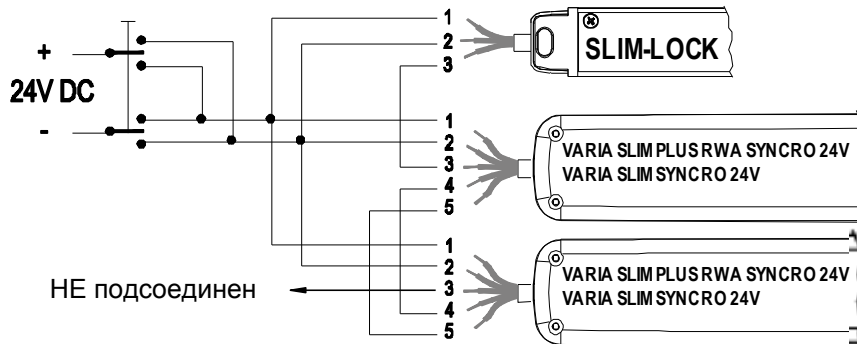 +
24V DC
-
1
2
3
SLIM-LOCK
1
2
3
4
5
VARIA SLIM PLUS RWA SYNCRO 24V
VARIA SLIM SYNCRO 24V
1
2
3
4
5
VARIA SLIM PLUS RWA SYNCRO 24V
VARIA SLIM SYNCRO 24V
НЕ подсоединен